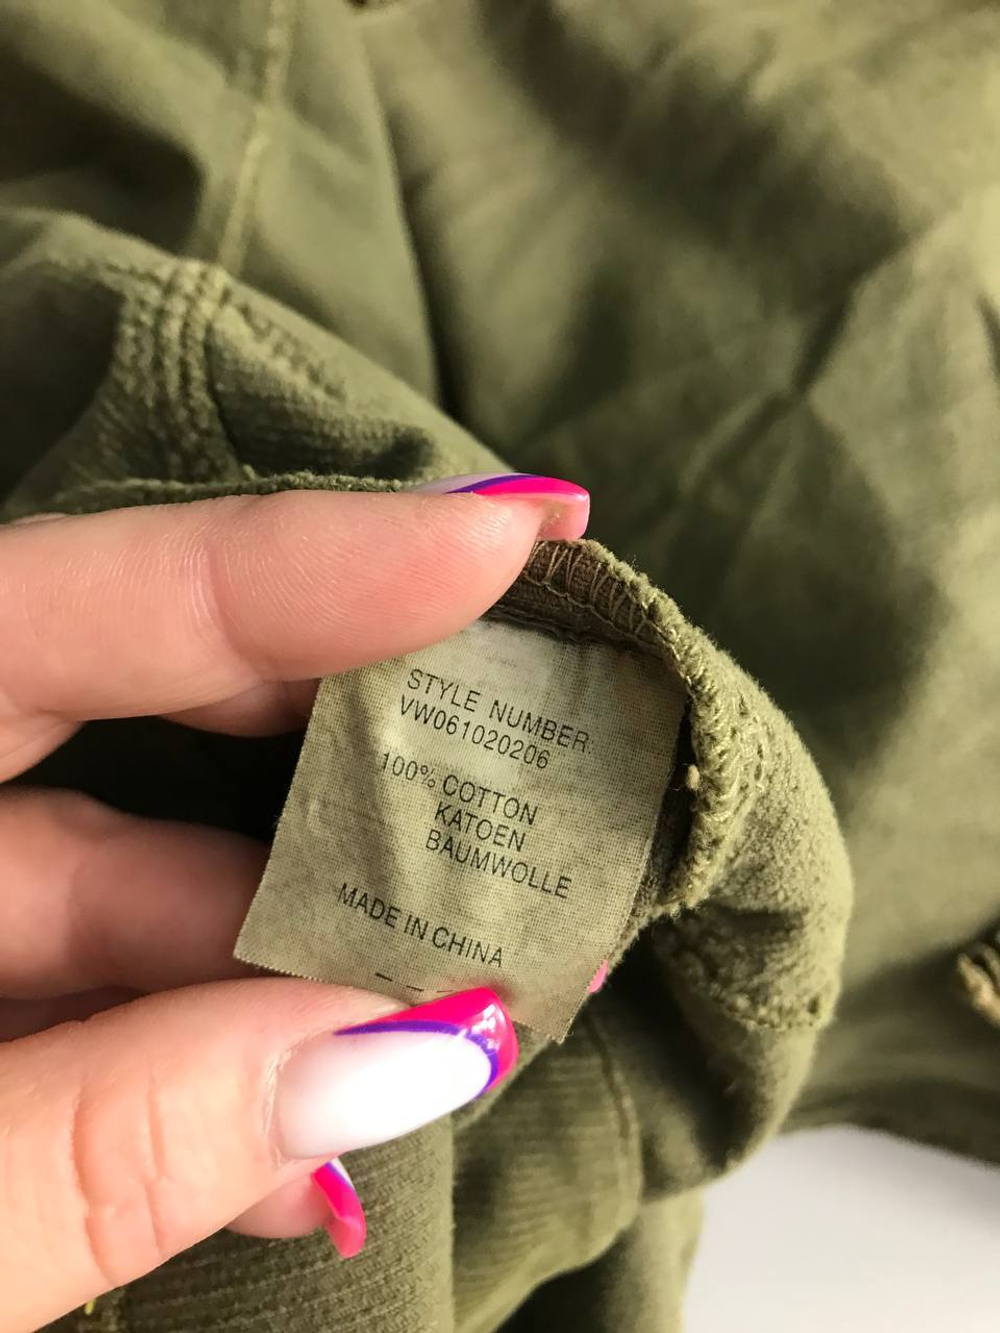 STYLE NUMBER:
VW061020206
100% COTTON
KATOEN
BAUMWOLLE
MADE IN CHINA